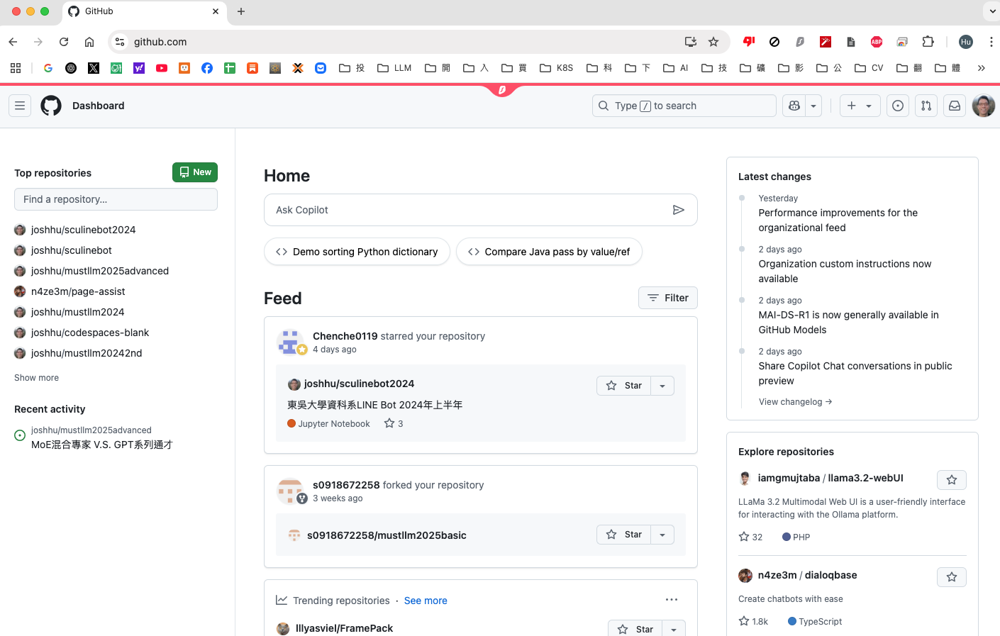 GitHub
github.com
Hu
投
LLM
開
入
買
K8S
科
下
AI
技
礦
影
公
CV
翻
體
Dashboard
Type / to search
Top repositories
New
Find a repository...
joshhu/sculinebot2024
joshhu/sculinebot
joshhu/mustllm2025advanced
n4ze3m/page-assist
joshhu/mustllm2024
joshhu/codespaces-blank
joshhu/mustllm20242nd
Show more
Recent activity
joshhu/mustllm2025advanced
MoE混合專家 V.S. GPT系列通才
Home
Ask Copilot
Demo sorting Python dictionary
Compare Java pass by value/ref
Feed
Filter
Chenche0119 starred your repository
4 days ago
joshhu/sculinebot2024
Star
東吳大學資科系LINE Bot 2024年上半年
Jupyter Notebook
3
s0918672258 forked your repository
3 weeks ago
s0918672258/mustllm2025basic
Star
Trending repositories · See more
lllyasviel/FramePack
Star
Latest changes
Yesterday
Performance improvements for the
organizational feed
2 days ago
Organization custom instructions now
available
2 days ago
MAI-DS-R1 is now generally available in
GitHub Models
2 days ago
Share Copilot Chat conversations in public
preview
View changelog →
Explore repositories
iamgmujtaba / llama3.2-webUI
LLaMa 3.2 Multimodal Web UI is a user-friendly interface
for interacting with the Ollama platform.
32
PHP
n4ze3m / dialoqbase
Create chatbots with ease
1.8k
TypeScript
ABP